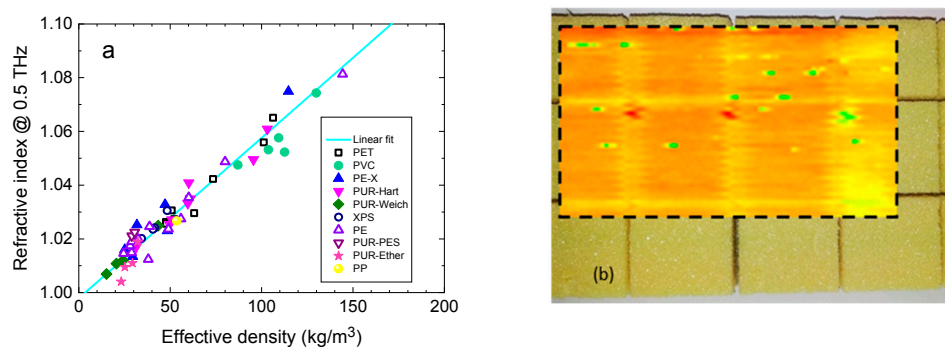 a
Refractive index @ 0.5 THz
1.10
1.08
1.06
1.04
1.02
1.00
0
50
100
150
200
Effective density (kg/m³)
Linear fit
PET
PVC
PE-X
PUR-Hart
PUR-Weich
XPS
PE
PUR-PES
PUR-Ether
PP
(b)